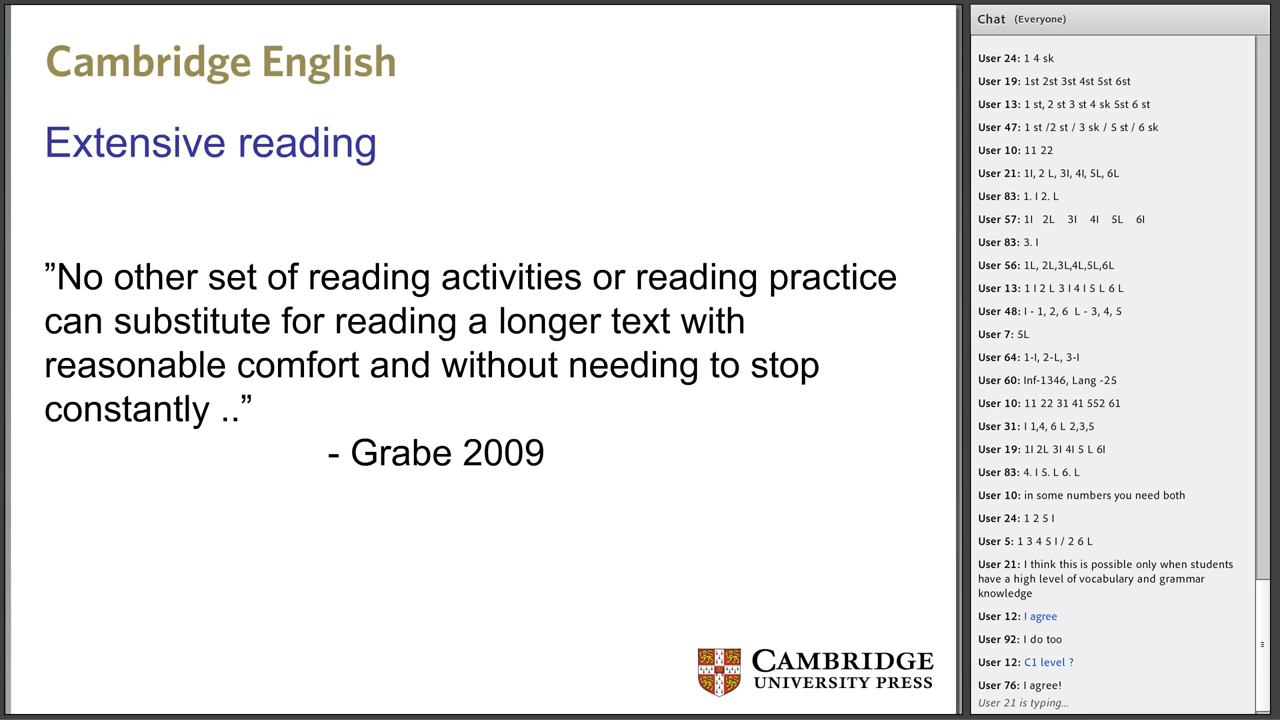 Cambridge English
Extensive reading
”No other set of reading activities or reading practice
can substitute for reading a longer text with
reasonable comfort and without needing to stop
constantly ..”
- Grabe 2009
CAMBRIDGE
UNIVERSITY PRESS
Chat (Everyone)
User 24: 1 4 sk
User 19: 1st 2st 3st 4st 5st 6st
User 13: 1 st, 2 st 3 st 4 sk 5st 6 st
User 47: 1 st /2 st / 3 sk / 5 st / 6 sk
User 10: 11 22
User 21: 1I, 2 L, 3I, 4I, 5L, 6L
User 83: 1. I 2. L
User 57: 1I 2L 3I 4I 5L 6I
User 83: 3. I
User 56: 1L, 2L,3L,4L,5L,6L
User 13: 1 I 2 L 3 I 4 I 5 L 6 L
User 48: I - 1, 2, 6 L - 3, 4, 5
User 7: 5L
User 64: 1-I, 2-L, 3-I
User 60: Inf-1346, Lang -25
User 10: 11 22 31 41 552 61
User 31: I 1,4, 6 L 2,3,5
User 19: 1I 2L 3I 4I 5 L 6I
User 83: 4. I 5. L 6. L
User 10: in some numbers you need both
User 24: 1 2 5 I
User 5: 1 3 4 5 I / 2 6 L
User 21: I think this is possible only when students
have a high level of vocabulary and grammar
knowledge
User 12: I agree
User 92: I do too
User 12: C1 level ?
User 76: I agree!
User 21 is typing...